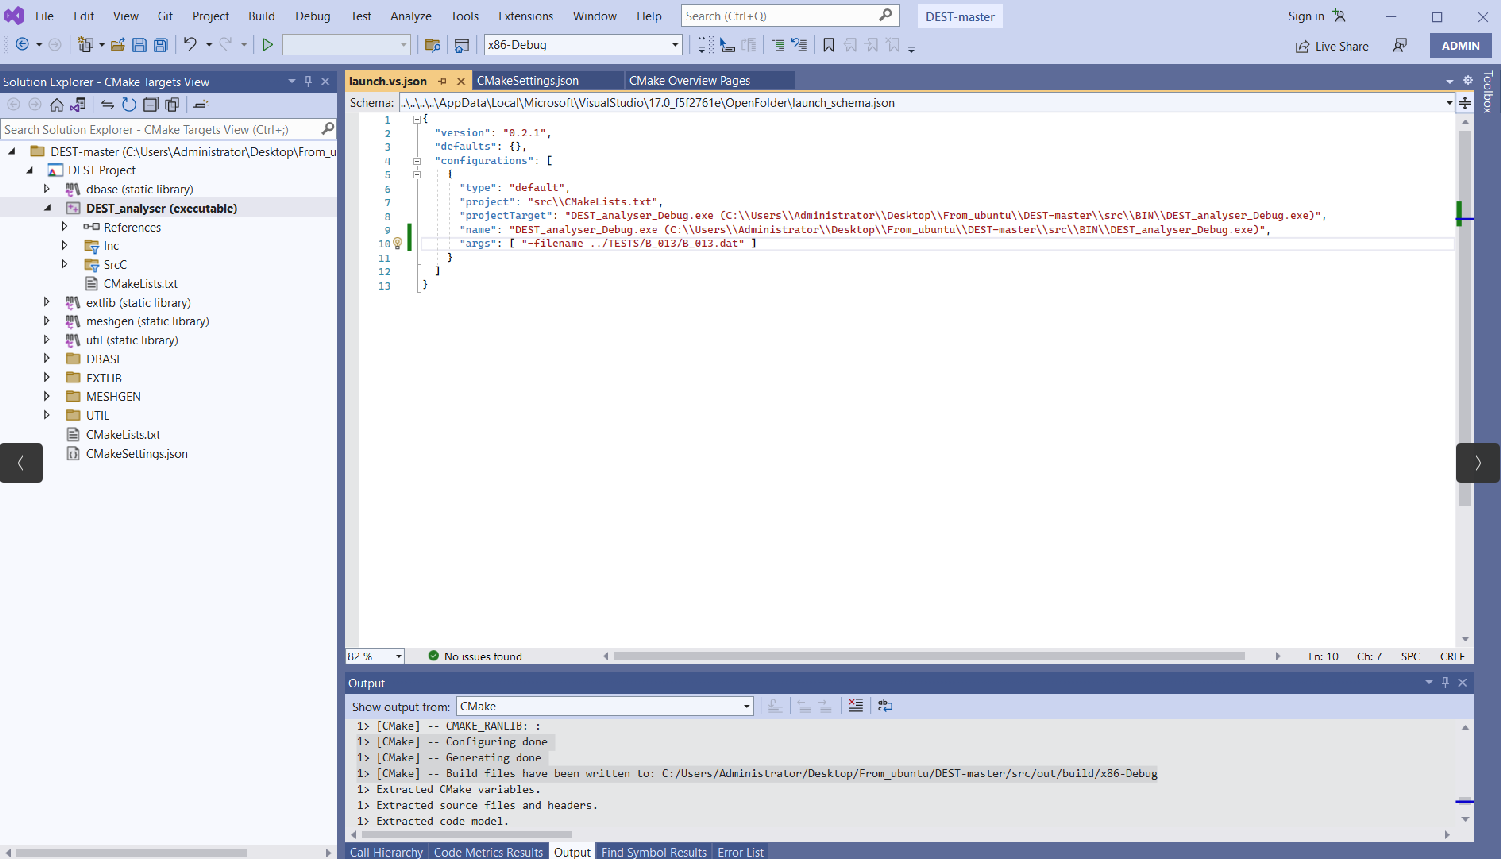 File Edit View Git Project Build Debug Test Analyze Tools Extensions Window Help Search (Ctrl+Q) DEST-master Sign in
x86-Debug Live Share ADMIN
Solution Explorer - CMake Targets View
launch.vs.json CMakeSettings.json CMake Overview Pages
Toolbox
Schema: ..\..\..\..\AppData\Local\Microsoft\VisualStudio\17.0_f5f2761e\OpenFolder\launch_schema.json
Search Solution Explorer - CMake Targets View (Ctrl+;)
DEST-master (C:\Users\Administrator\Desktop\From_u
DEST Project
dbase (static library)
DEST_analyser (executable)
References
Inc
SrcC
CMakeLists.txt
extlib (static library)
meshgen (static library)
util (static library)
DBASE
EXTLIB
MESHGEN
UTIL
CMakeLists.txt
CMakeSettings.json
1 {
2 "version": "0.2.1",
3 "defaults": {},
4 "configurations": [
5 {
6 "type": "default",
7 "project": "src\\CMakeLists.txt",
8 "projectTarget": "DEST_analyser_Debug.exe (C:\\Users\\Administrator\\Desktop\\From_ubuntu\\DEST-master\\src\\BIN\\DEST_analyser_Debug.exe)",
9 "name": "DEST_analyser_Debug.exe (C:\\Users\\Administrator\\Desktop\\From_ubuntu\\DEST-master\\src\\BIN\\DEST_analyser_Debug.exe)",
10 "args": [ "-filename ../TESTS/B_013/B_013.dat" ]
11 }
12 ]
13 }
82 % No issues found Ln: 10 Ch: 7 SPC CRLF
Output
Show output from: CMake
1> [CMake] -- CMAKE_RANLIB: :
1> [CMake] -- Configuring done
1> [CMake] -- Generating done
1> [CMake] -- Build files have been written to: C:/Users/Administrator/Desktop/From_ubuntu/DEST-master/src/out/build/x86-Debug
1> Extracted CMake variables.
1> Extracted source files and headers.
1> Extracted code model.
Call Hierarchy Code Metrics Results Output Find Symbol Results Error List